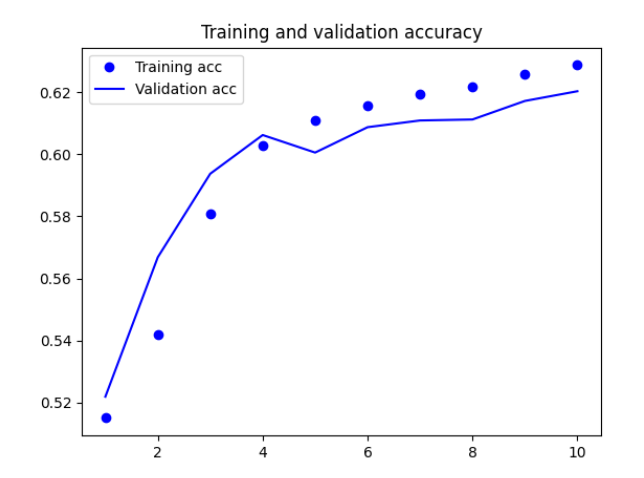 Training and validation accuracy
Training acc
Validation acc
0.62
0.60
0.58
0.56
0.54
0.52
2 4 6 8 10